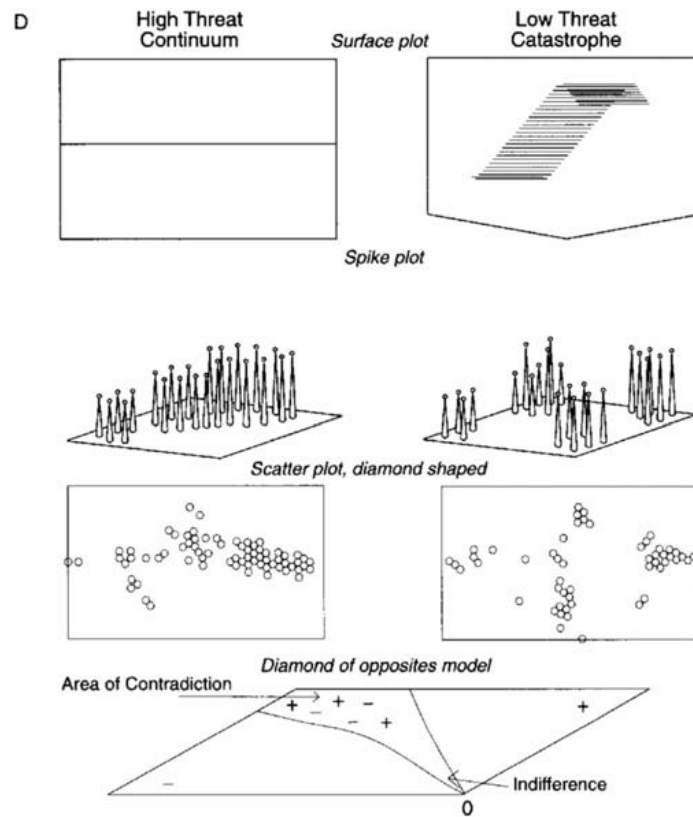 D
High Threat
Continuum
Surface plot
Low Threat
Catastrophe
Spike plot
Scatter plot, diamond shaped
Diamond of opposites model
Area of Contradiction
+ + − +
− − +
−
Indifference
0